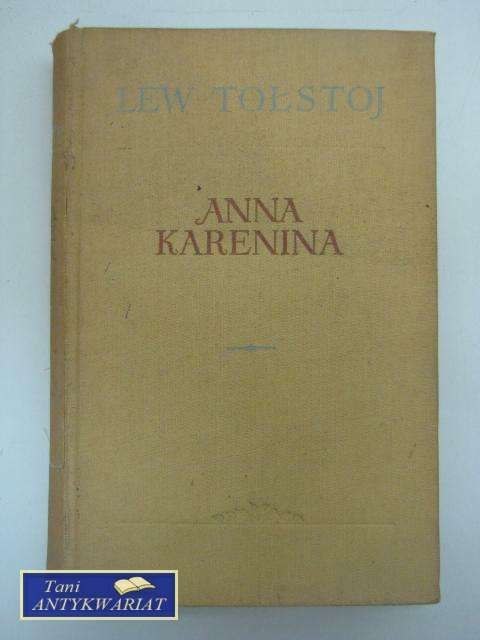 LEW TOŁSTOJ
ANNA
KARENINA
Tani
ANTYKWARIAT